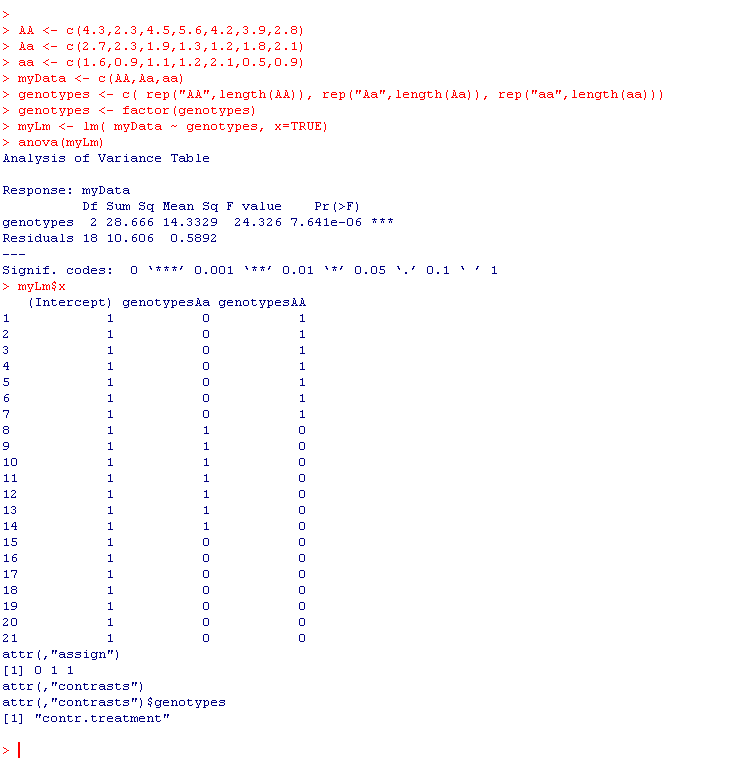 >
> AA <- c(4.3,2.3,4.5,5.6,4.2,3.9,2.8)
> Aa <- c(2.7,2.3,1.9,1.3,1.2,1.8,2.1)
> aa <- c(1.6,0.9,1.1,1.2,2.1,0.5,0.9)
> myData <- c(AA,Aa,aa)
> genotypes <- c( rep("AA",length(AA)), rep("Aa",length(Aa)), rep("aa",length(aa)))
> genotypes <- factor(genotypes)
> myLm <- lm( myData ~ genotypes, x=TRUE)
> anova(myLm)
Analysis of Variance Table

Response: myData
          Df Sum Sq Mean Sq F value    Pr(>F)
genotypes  2 28.666 14.3329  24.326 7.641e-06 ***
Residuals 18 10.606  0.5892
---
Signif. codes:  0 ‘***’ 0.001 ‘**’ 0.01 ‘*’ 0.05 ‘.’ 0.1 ‘ ’ 1
> myLm$x
   (Intercept) genotypesAa genotypesAA
1            1           0           1
2            1           0           1
3            1           0           1
4            1           0           1
5            1           0           1
6            1           0           1
7            1           0           1
8            1           1           0
9            1           1           0
10           1           1           0
11           1           1           0
12           1           1           0
13           1           1           0
14           1           1           0
15           1           0           0
16           1           0           0
17           1           0           0
18           1           0           0
19           1           0           0
20           1           0           0
21           1           0           0
attr(,"assign")
[1] 0 1 1
attr(,"contrasts")
attr(,"contrasts")$genotypes
[1] "contr.treatment"

>